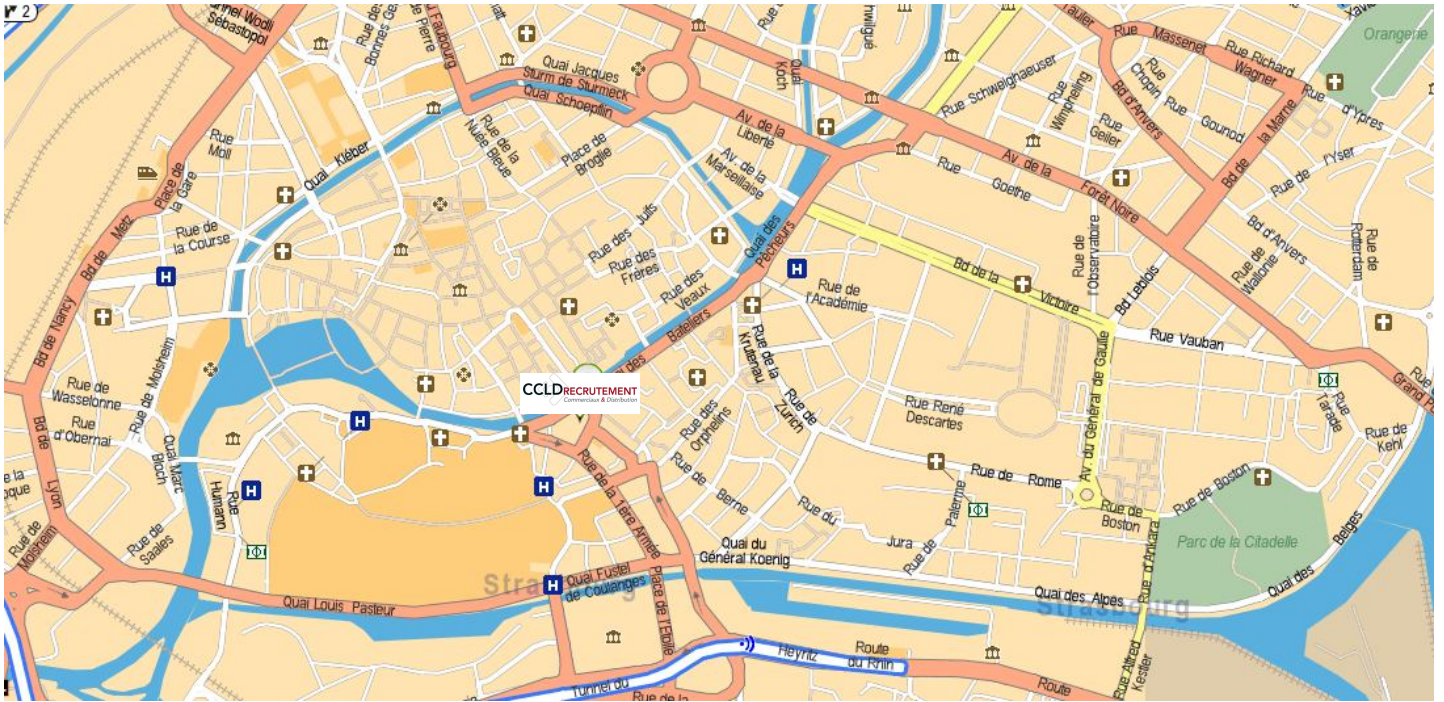 2
Tunnel Wodli
Sébastopol
Rue des
Bonnes Ge
Faubourg
de Pierre
Quai Jacques
Sturm de Sturmeck
Quai Schoepflin
Quai
Koch
Rue Massenet
Rue Richard
Wagner
Orangerie
Rue
Chopin
Rue Schweighaeuser
Rue
Wimpheling
Bd d'Anvers
Rue Gounod
Rue
d'Ypres
Rue
Geiler
Bd de la Marne
Rue
Moll
Quai Kléber
Rue de la
Nuée Bleue
Place de
Broglie
Av. de la
Liberté
Av. de la
Marseillaise
Rue
Goethe
Av. de la
Forêt Noire
Rue de l'Yser
Place de
la Gare
Bd de Metz
Rue de
la Course
Rue des Juifs
Rue des
Frères
Rue des
Veaux
Quai des
Pêcheurs
Rue de
l'Observatoire
Bd d'Anvers
Rue de
Rotterdam
Rue de
Wallonie
Bd de la
Victoire
Bd Leblois
Rue de
l'Académie
Bateliers
Bd de Nancy
Rue de la
Krutenau
Rue Vauban
Rue de Molsheim
Rue de
Wasselonne
CCLD RECRUTEMENT
Commerciaux & Distribution
Rue
d'Obernai
Rue des
Orphelins
Rue de
Zurich
Rue René
Descartes
Av. du Général de Gaulle
Rue
Tarade
Rue de
Kehl
Bd de
Lyon
Quai Marc
Bloch
Rue
Humann
Rue de la 1ère Armée
Rue de Berne
Rue de Rome
Rue de
Palerme
Rue de Boston
Rue de
Boston
Rue de
Molsheim
Rue de
Saales
Rue du
Jura
Quai du
Général Koenig
Rue d'Ankara
Parc de la Citadelle
Quai des
Belges
Quai Fustel
de Coulanges
Place de l'Etoile
Quai Louis Pasteur
Quai des Alpes
Strasbourg
Strasbourg
Tunnel du
Heyritz
Route
du Rhin
Rue de la
Route
Rue Alfred
Kestler